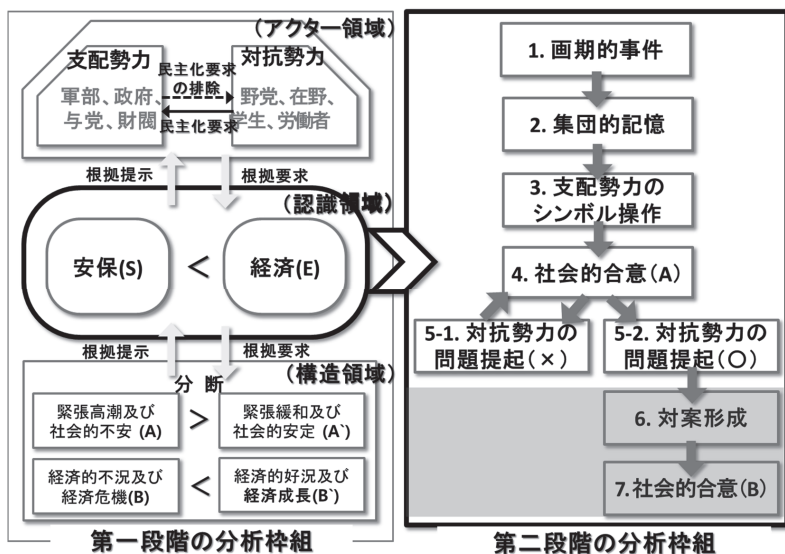 (アクター領域)
支配勢力
対抗勢力
民主化要求
の排除
軍部、政府、
与党、財閥
野党、在野、
学生、労働者
民主化要求
根拠提示
根拠要求
(認識領域)
安保(S)
<
経済(E)
根拠提示
根拠要求
(構造領域)
分 断
緊張高潮及び
社会的不安 (A)
>
緊張緩和及び
社会的安定 (A`)
経済的不況及び
経済危機(B)
<
経済的好況及び
経済成長(B`)
第一段階の分析枠組
1. 画期的事件
2. 集団的記憶
3. 支配勢力の
シンボル操作
4. 社会的合意(A)
5-1. 対抗勢力の
問題提起(×)
5-2. 対抗勢力の
問題提起(〇)
6. 対案形成
7. 社会的合意(B)
第二段階の分析枠組